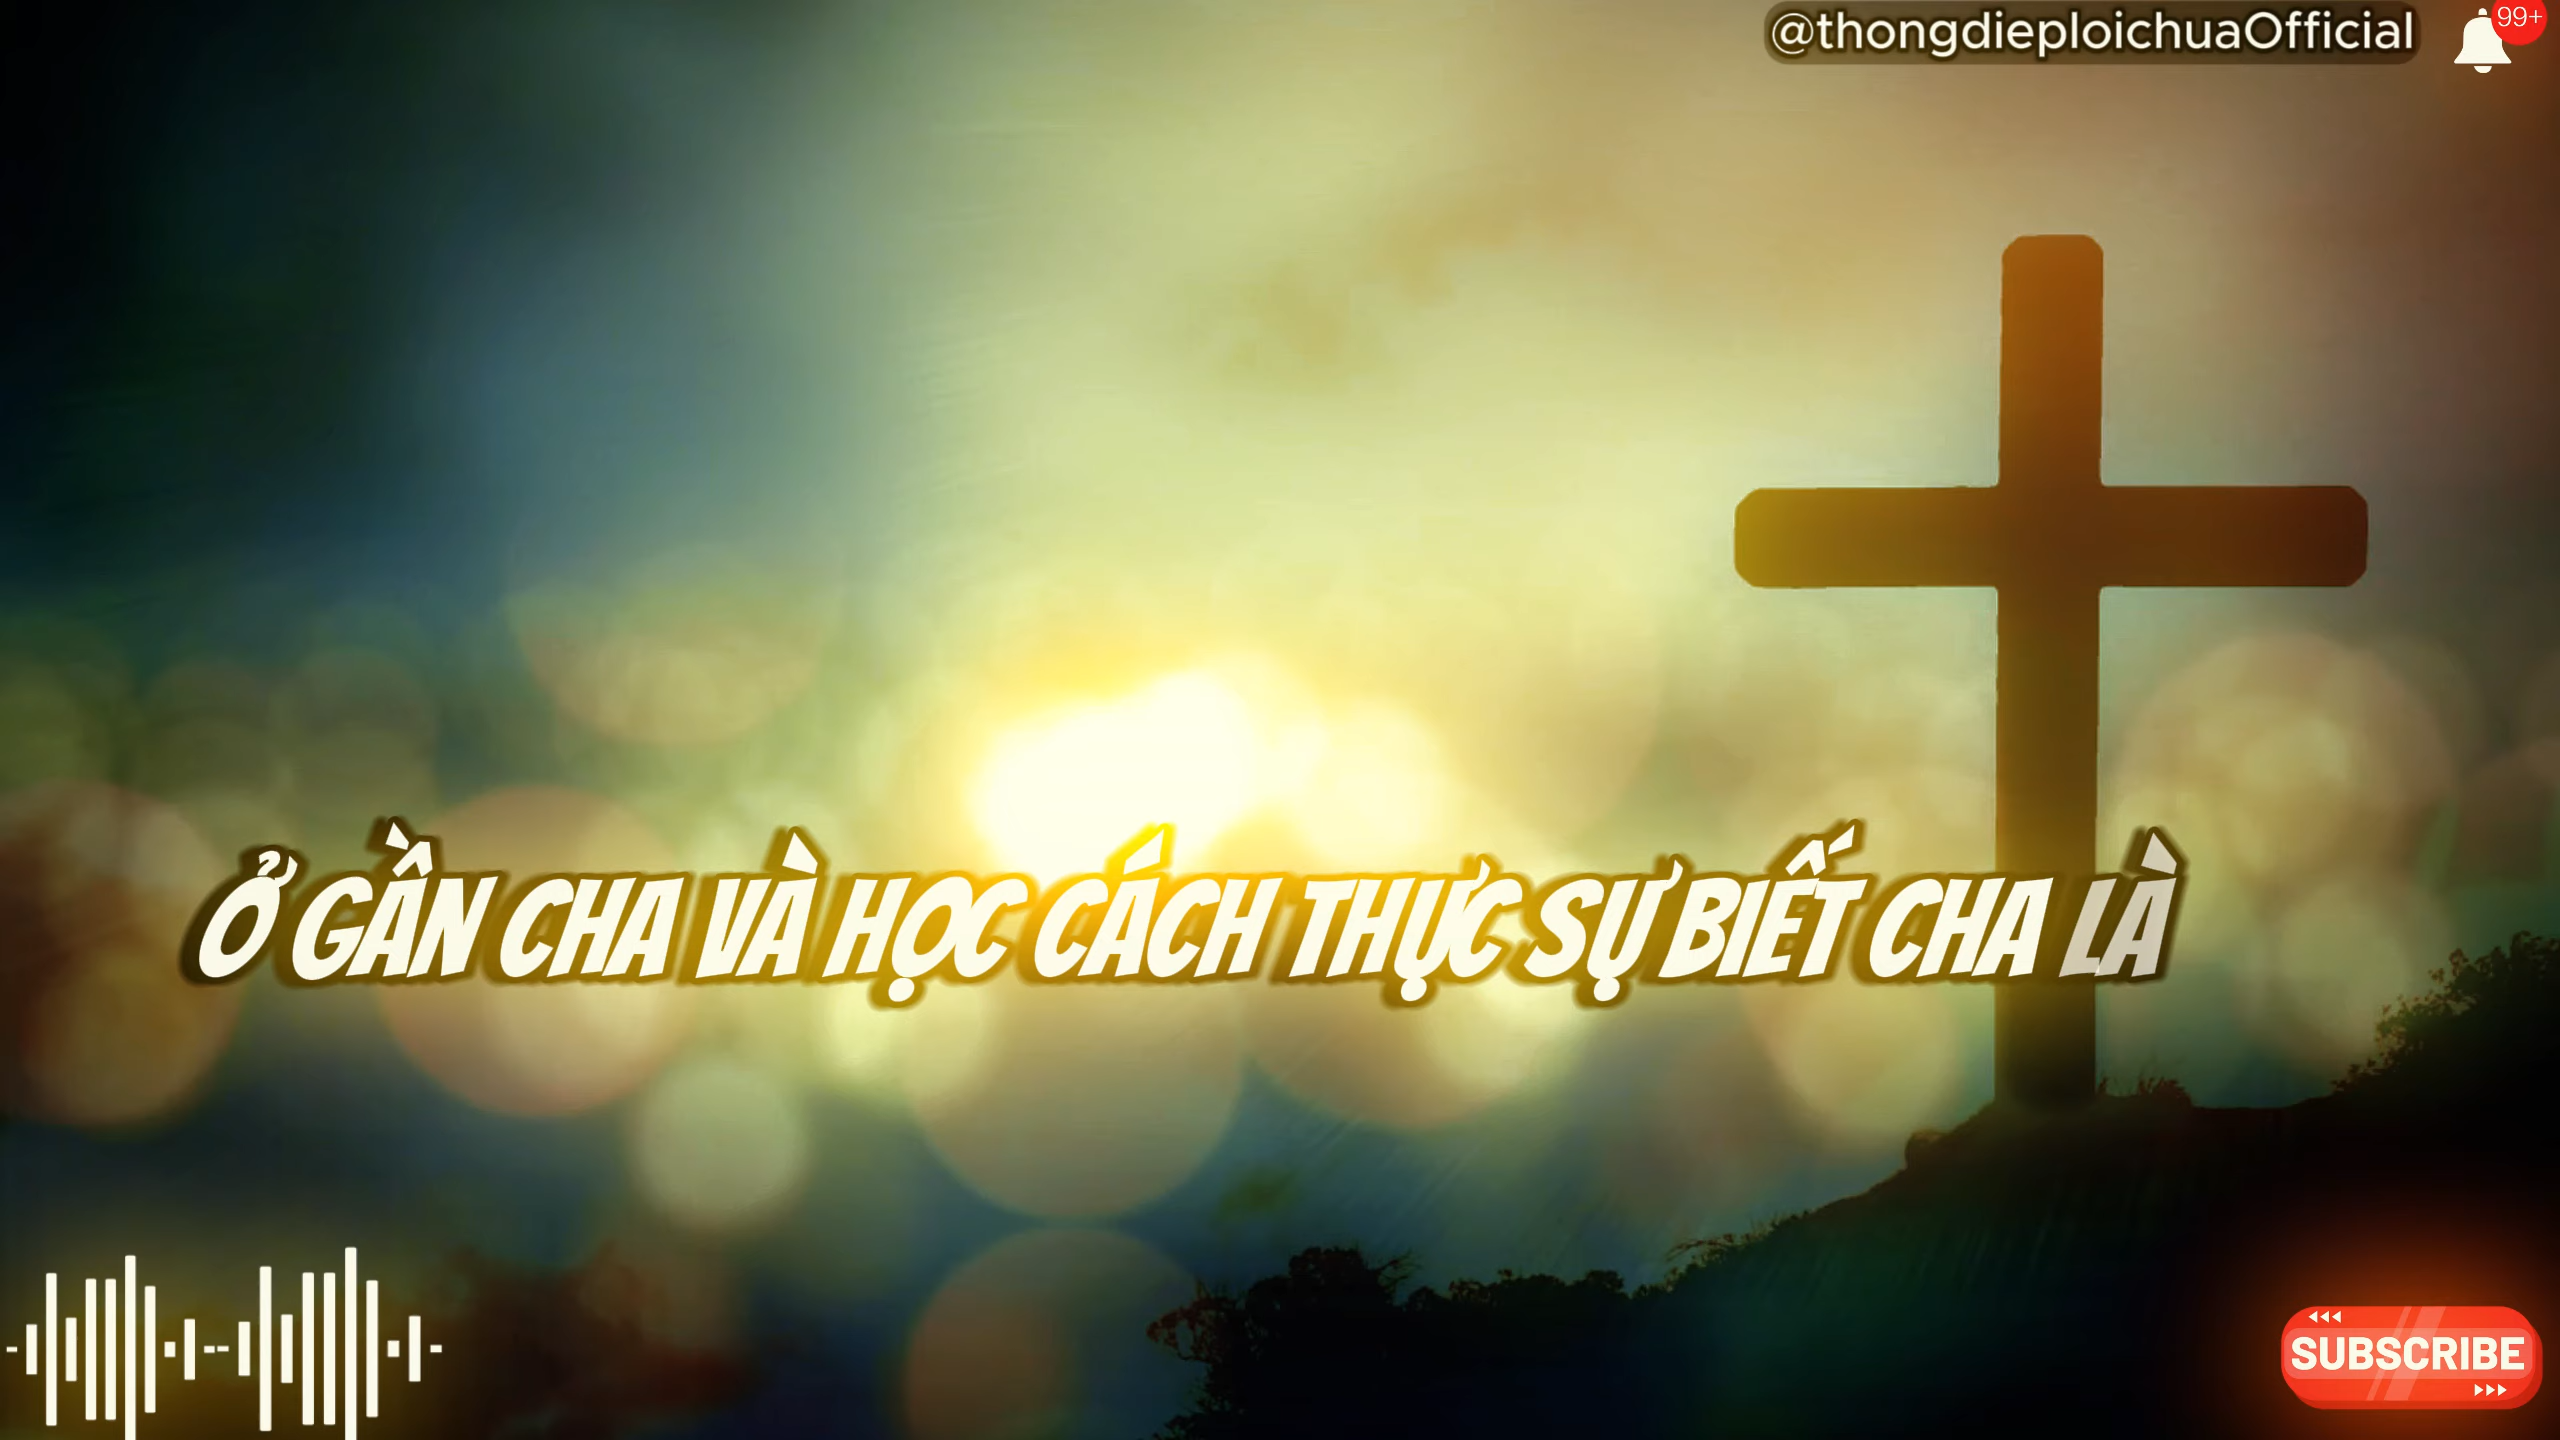 @thongdieploichuaOfficial
99+
Ở GẦN CHA VÀ HỌC CÁCH THỰC SỰ BIẾT CHA LÀ
SUBSCRIBE